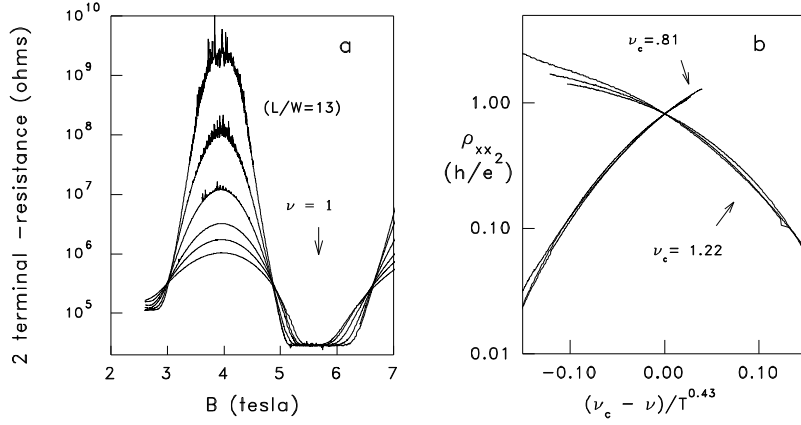 10^10
10^9
10^8
10^7
10^6
10^5
2 terminal -resistance (ohms)
a
(L/W=13)
ν = 1
2 3 4 5 6 7
B (tesla)
b
ν_c=.81
1.00
0.10
0.01
ρ_xx
(h/e^2)
ν_c= 1.22
-0.10 0.00 0.10
(ν_c - ν)/T^0.43